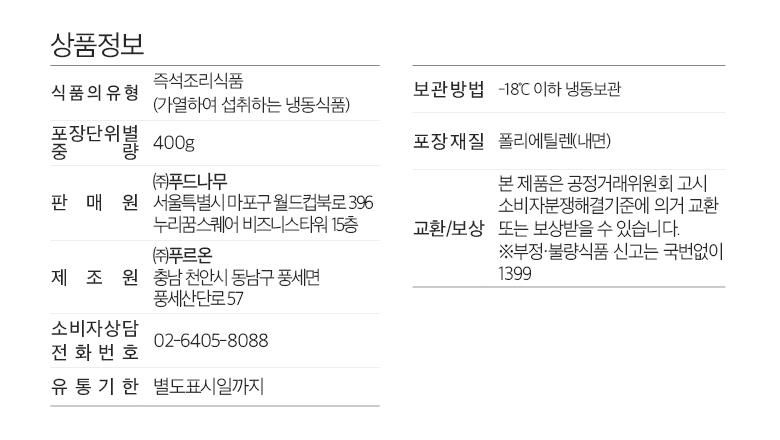 상품정보
식품의유형 즉석조리식품
(가열하여 섭취하는 냉동식품)
포장단위별
중량 400g
판매원 ㈜푸드나무
서울특별시 마포구 월드컵북로 396
누리꿈스퀘어 비즈니스타워 15층
제조원 ㈜푸르온
충남 천안시 동남구 풍세면
풍세산단로 57
소비자상담
전화번호 02-6405-8088
유통기한 별도표시일까지
보관방법 -18℃ 이하 냉동보관
포장재질 폴리에틸렌(내면)
교환/보상 본 제품은 공정거래위원회 고시
소비자분쟁해결기준에 의거 교환
또는 보상받을 수 있습니다.
※부정·불량식품 신고는 국번없이
1399